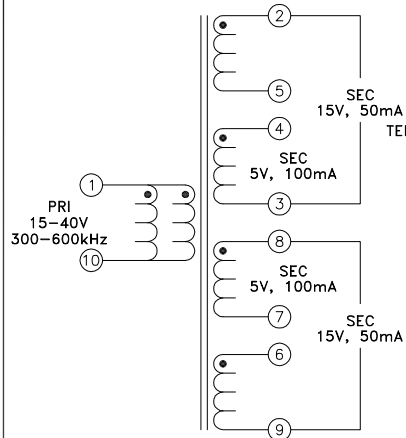 2
5
SEC
15V, 50mA
4
SEC
5V, 100mA
3
1
PRI
15-40V
300-600kHz
10
8
SEC
5V, 100mA
7
SEC
15V, 50mA
6
9